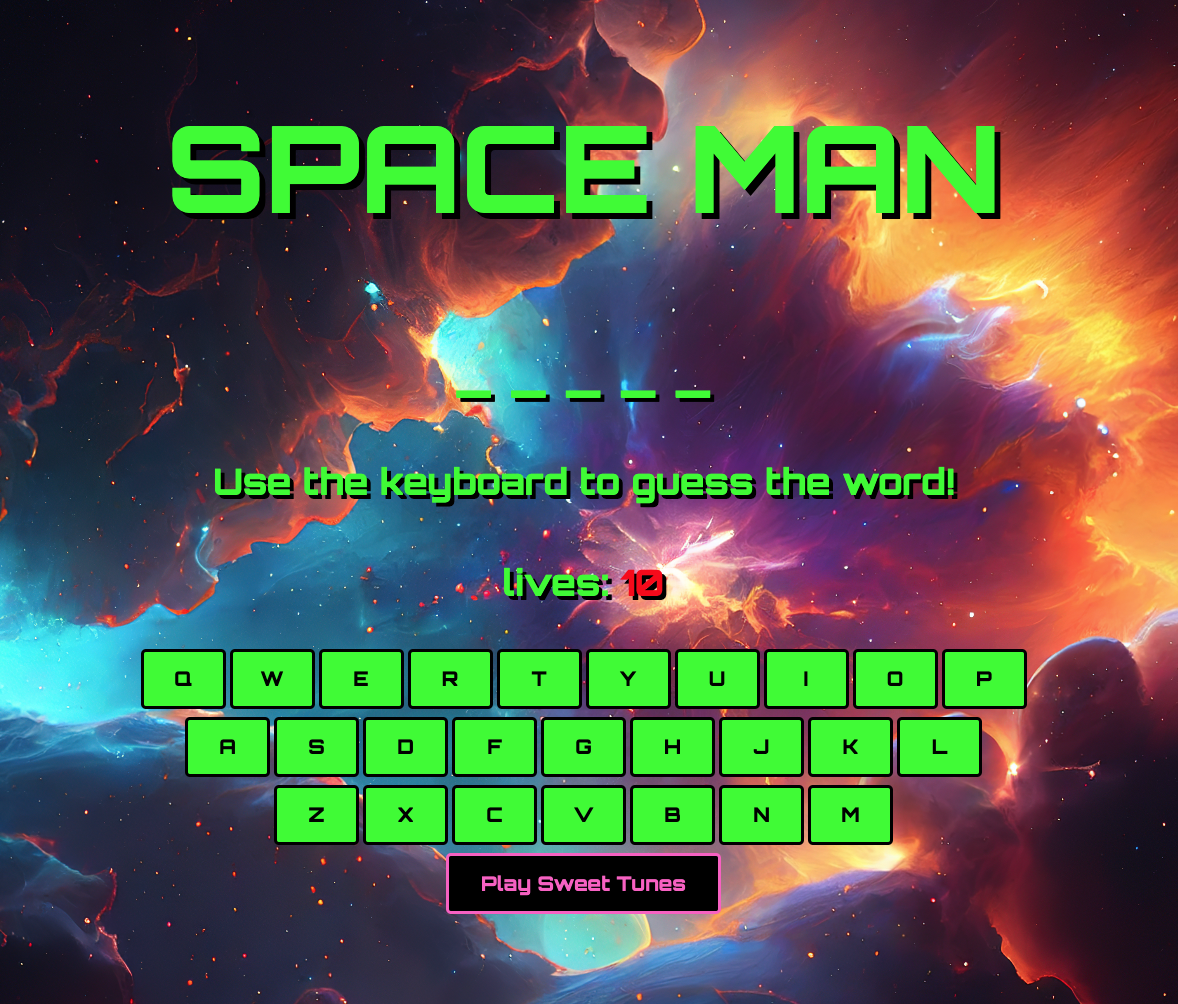 SPACE MAN
_ _ _ _ _
Use the keyboard to guess the word!
lives: 10
Q W E R T Y U I O P
A S D F G H J K L
Z X C V B N M
Play Sweet Tunes